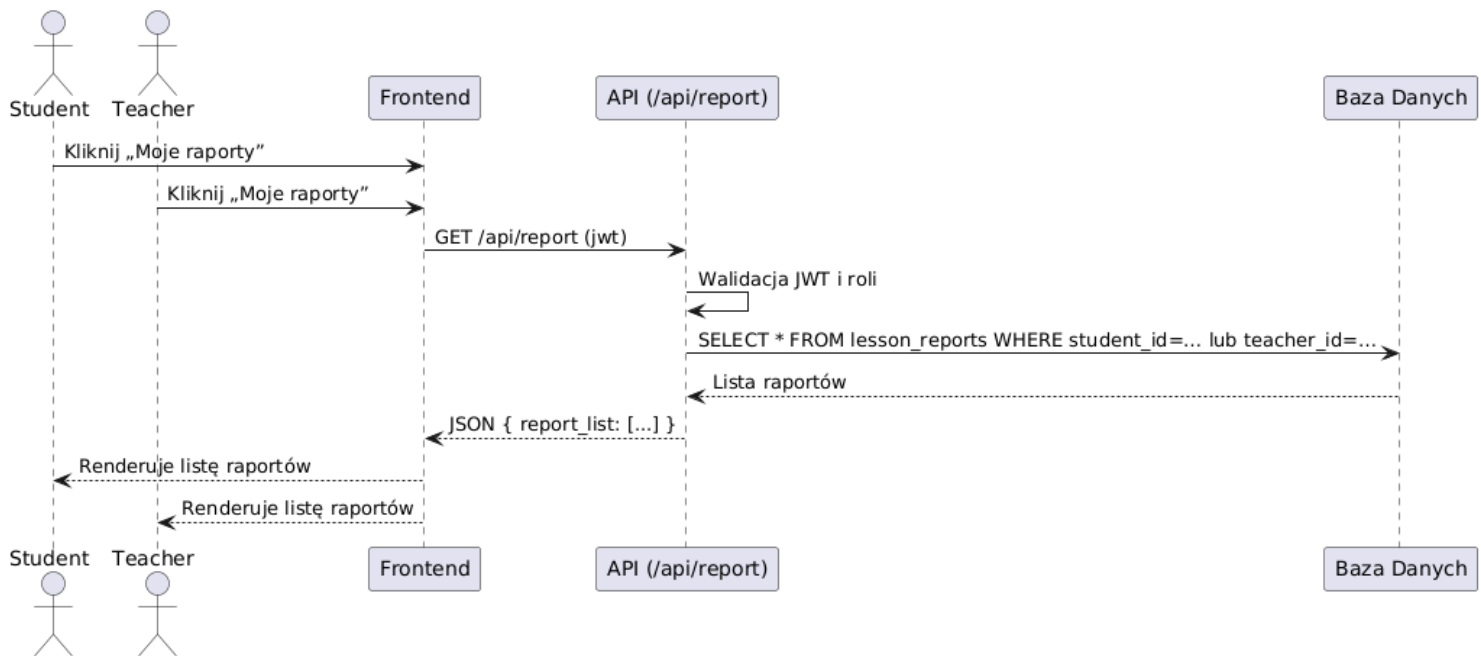 Student
Teacher
Frontend
API (/api/report)
Baza Danych
Kliknij „Moje raporty”
Kliknij „Moje raporty”
GET /api/report (jwt)
Walidacja JWT i roli
SELECT * FROM lesson_reports WHERE student_id=... lub teacher_id=...
Lista raportów
JSON { report_list: [...] }
Renderuje listę raportów
Renderuje listę raportów
Student
Teacher
Frontend
API (/api/report)
Baza Danych